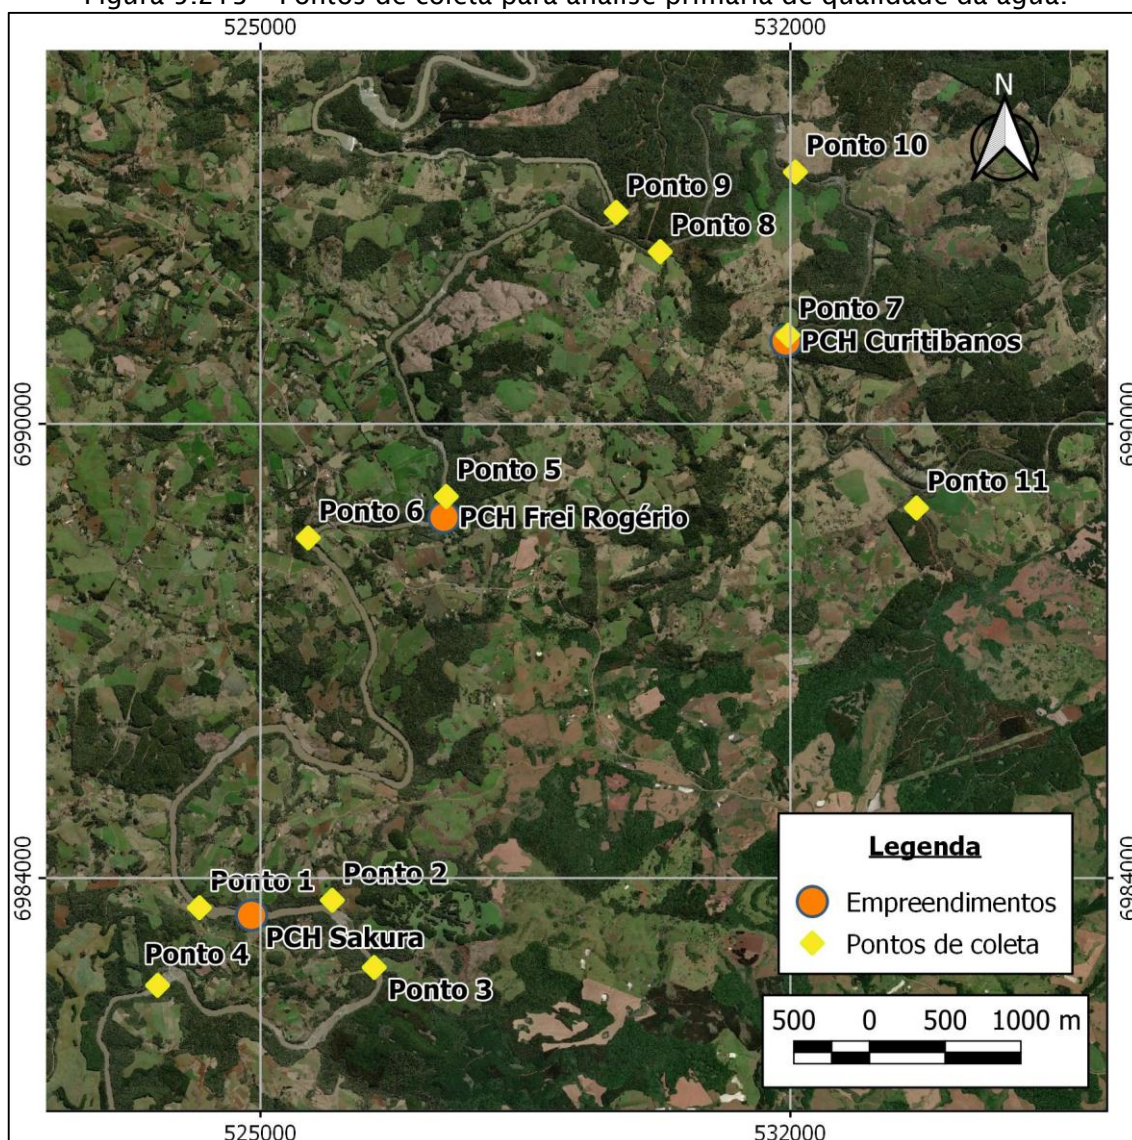 Figura 9.213 – Pontos de coleta para análise primária de qualidade da água.
525000 532000
N
Ponto 10
Ponto 9
Ponto 8
Ponto 7
PCH Curitibanos
6990000 6990000
Ponto 5
Ponto 11
Ponto 6 PCH Frei Rogério
Legenda
Empreendimentos
Pontos de coleta
6984000 6984000
Ponto 2
Ponto 1
PCH Sakura
Ponto 4
Ponto 3
500 0 500 1000 m
525000 532000